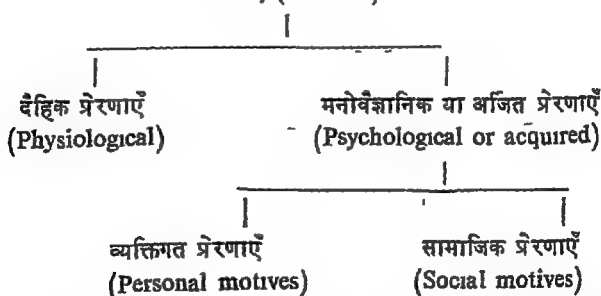 दैहिक प्रेरणाएँ मनोवैज्ञानिक या अर्जित प्रेरणाएँ
(Physiological) (Psychological or acquired)
व्यक्तिगत प्रेरणाएँ सामाजिक प्रेरणाएँ
(Personal motives) (Social motives)